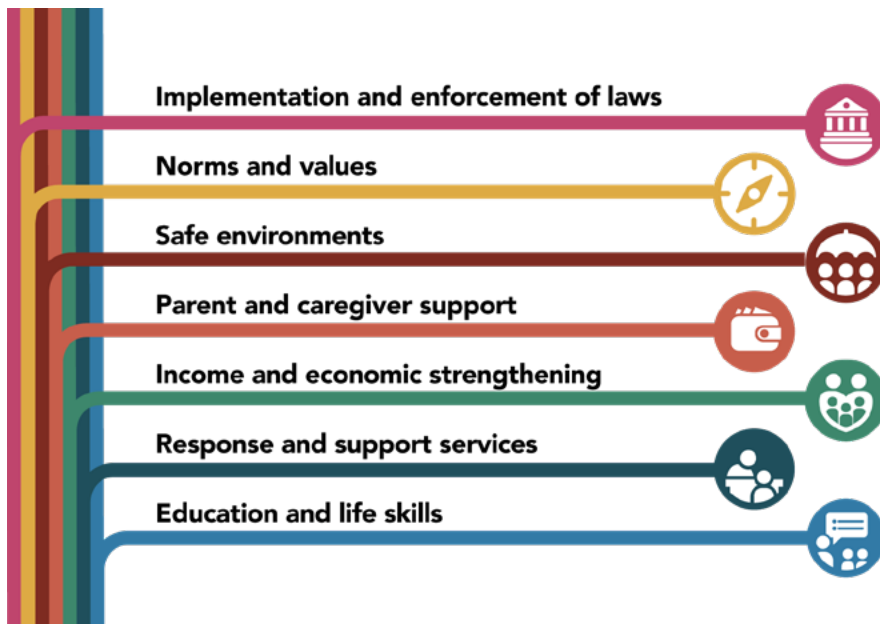 Implementation and enforcement of laws
Norms and values
Safe environments
Parent and caregiver support
Income and economic strengthening
Response and support services
Education and life skills